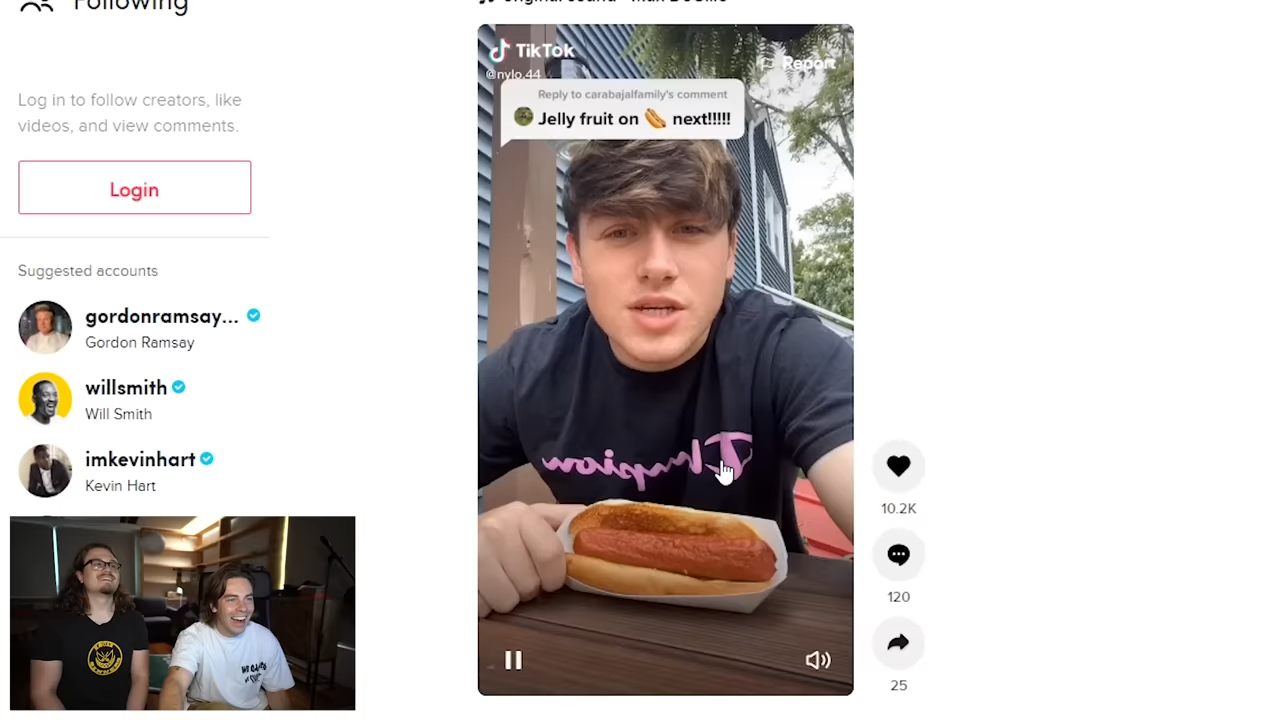 Following
Log in to follow creators, like
videos, and view comments.
Login
Suggested accounts
gordonramsay...
Gordon Ramsay
willsmith
Will Smith
imkevinhart
Kevin Hart
TikTok
@nylo.44
Report
Reply to carabajalfamily's comment
Jelly fruit on 🌭 next!!!!!
Champion
10.2K
120
25